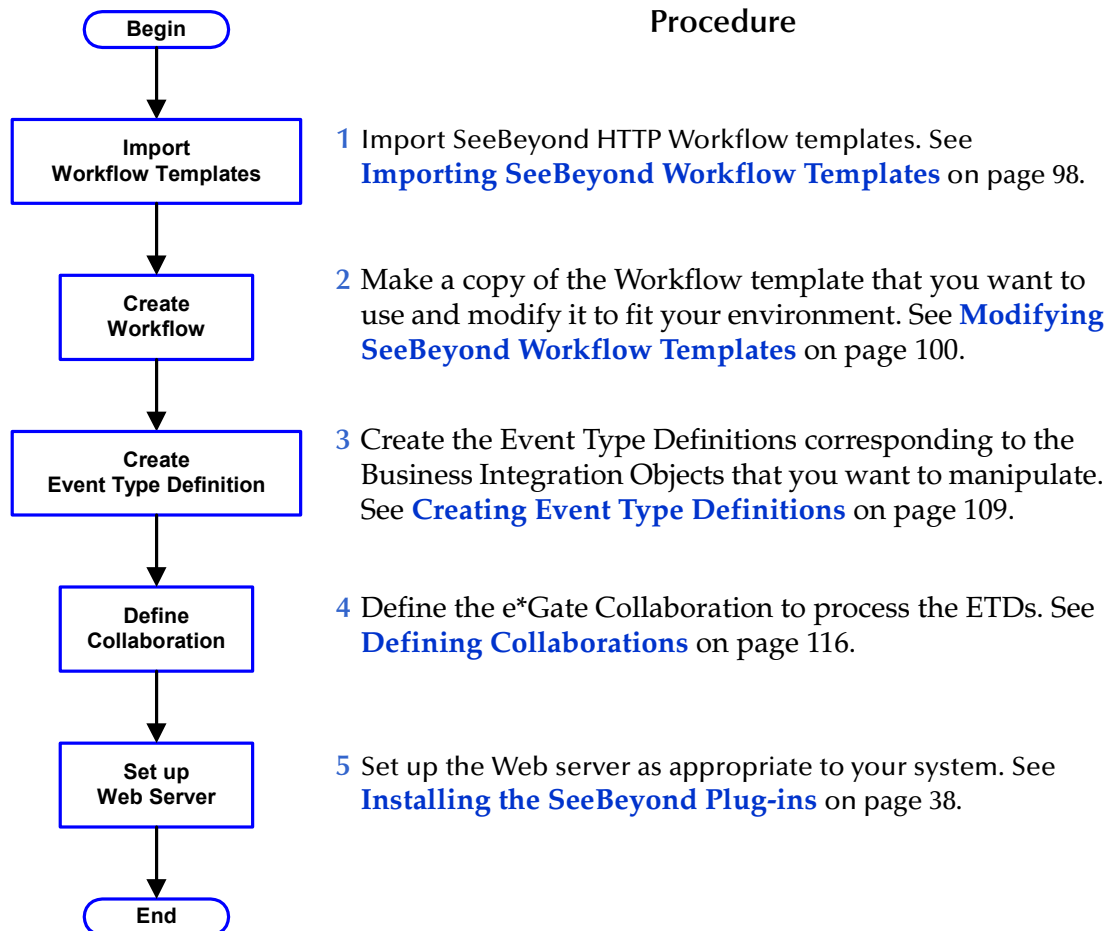 Procedure
Begin
Import
Workflow Templates
1 Import SeeBeyond HTTP Workflow templates. See
Importing SeeBeyond Workflow Templates on page 98.
Create
Workflow
2 Make a copy of the Workflow template that you want to
use and modify it to fit your environment. See Modifying
SeeBeyond Workflow Templates on page 100.
Create
Event Type Definition
3 Create the Event Type Definitions corresponding to the
Business Integration Objects that you want to manipulate.
See Creating Event Type Definitions on page 109.
Define
Collaboration
4 Define the e*Gate Collaboration to process the ETDs. See
Defining Collaborations on page 116.
Set up
Web Server
5 Set up the Web server as appropriate to your system. See
Installing the SeeBeyond Plug-ins on page 38.
End